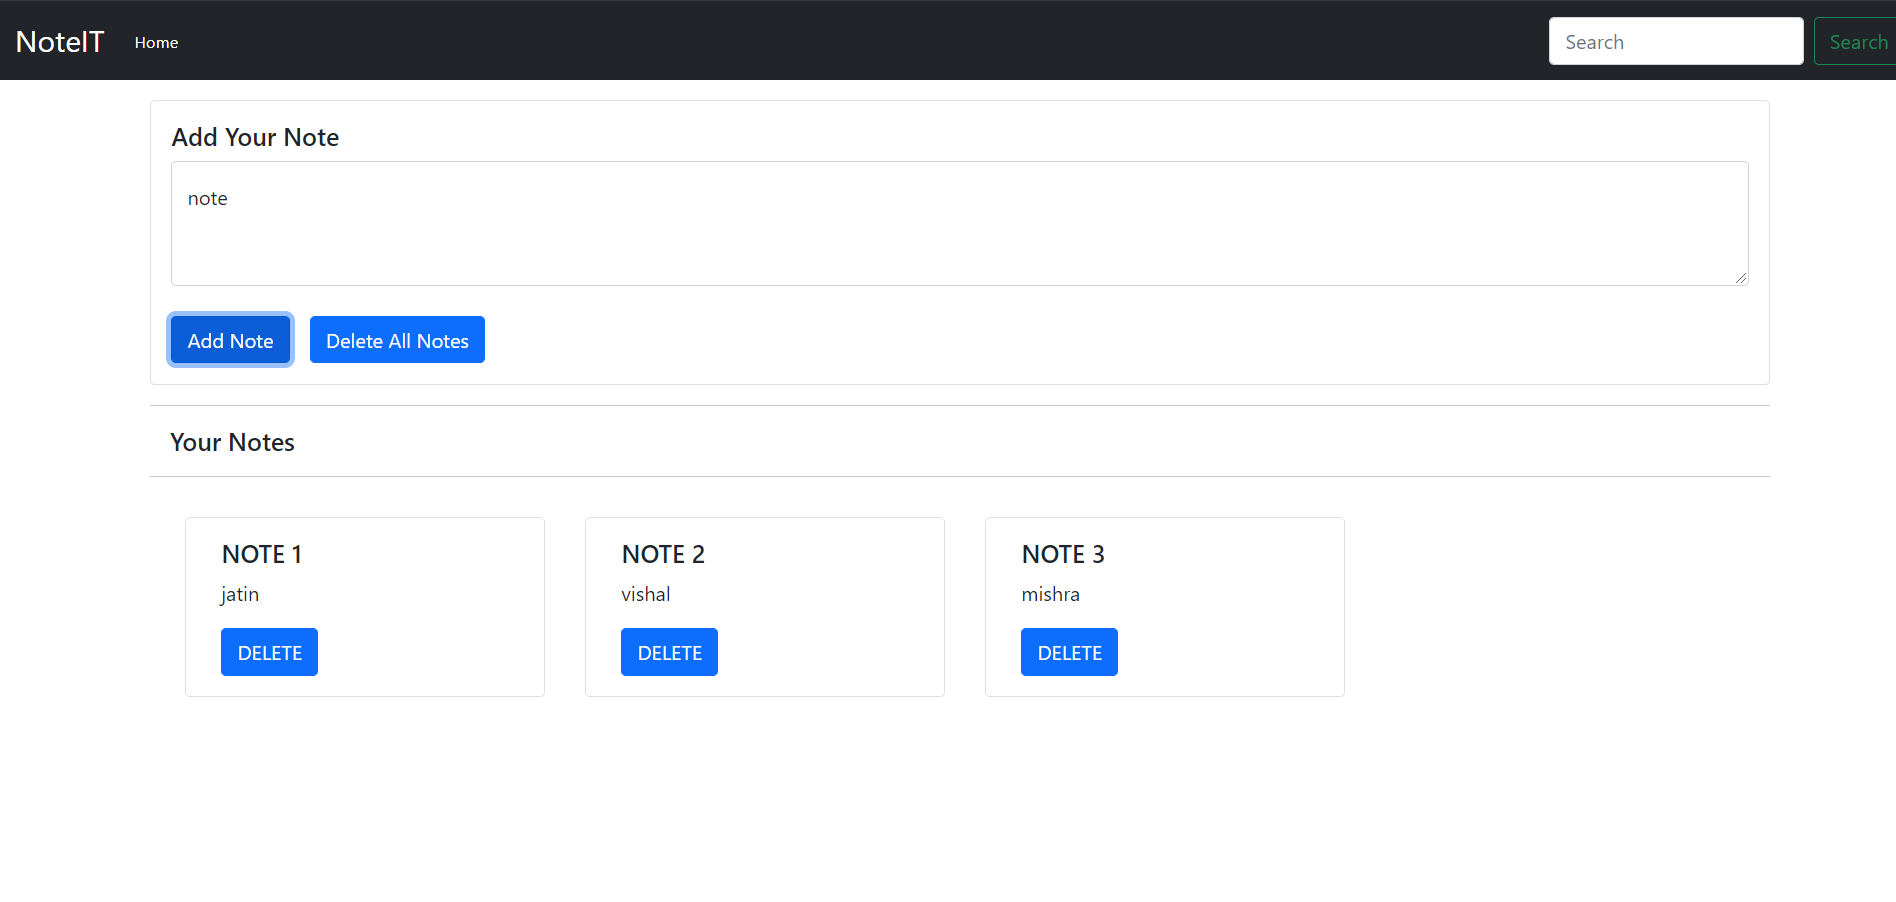 NoteIT Home Search Search
Add Your Note
note
Add Note Delete All Notes
Your Notes
NOTE 1 NOTE 2 NOTE 3
jatin vishal mishra
DELETE DELETE DELETE